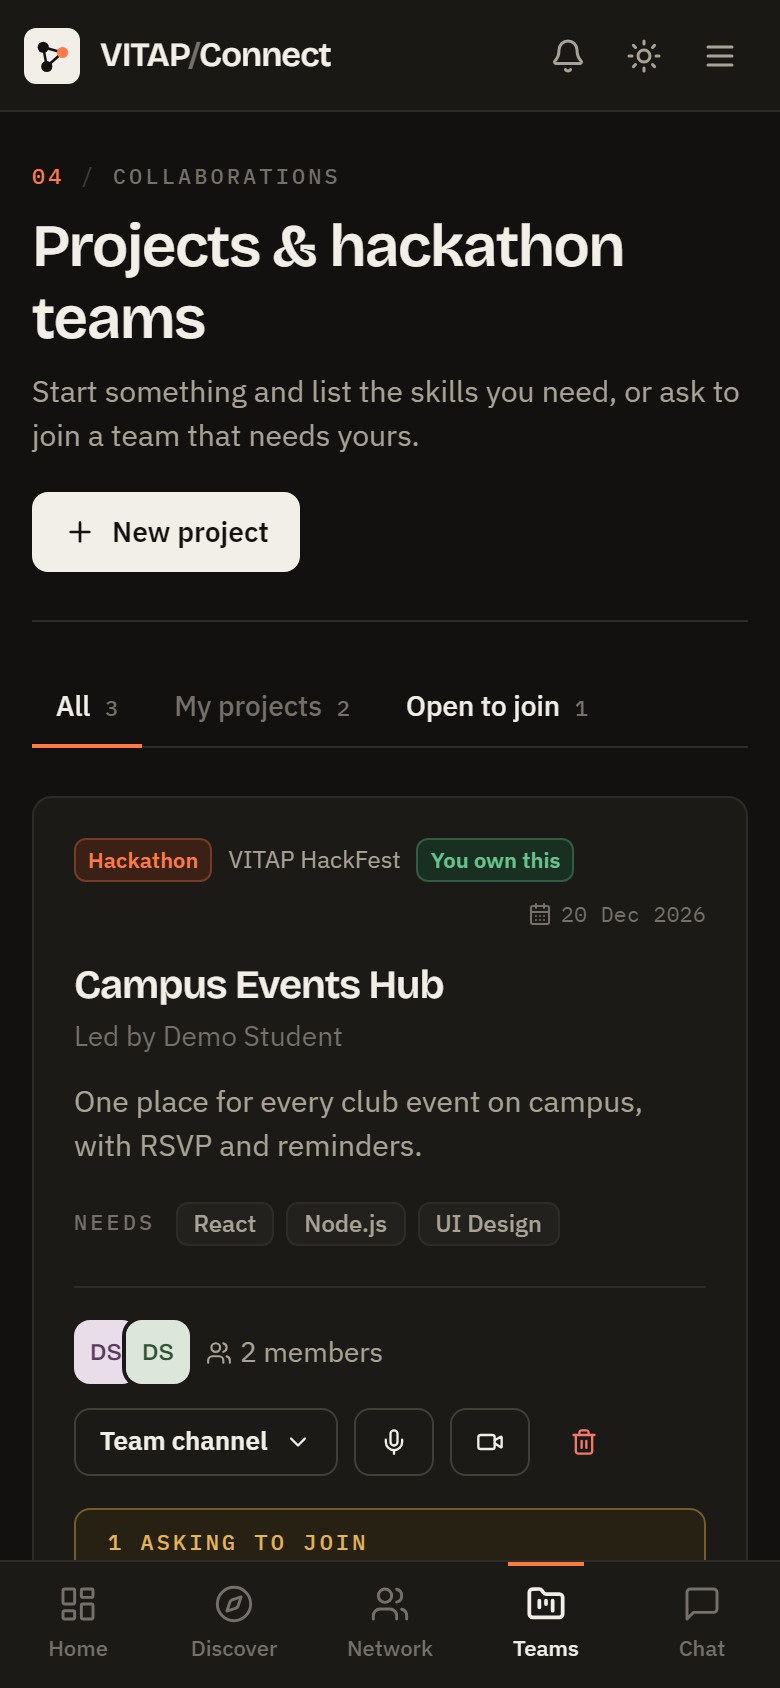 VITAP/Connect
04 / COLLABORATIONS
Projects & hackathon
teams
Start something and list the skills you need, or ask to
join a team that needs yours.
New project
All 3 My projects 2 Open to join 1
Hackathon VITAP HackFest You own this
20 Dec 2026
Campus Events Hub
Led by Demo Student
One place for every club event on campus,
with RSVP and reminders.
NEEDS React Node.js UI Design
DS DS 2 members
Team channel
1 ASKING TO JOIN
Home Discover Network Teams Chat